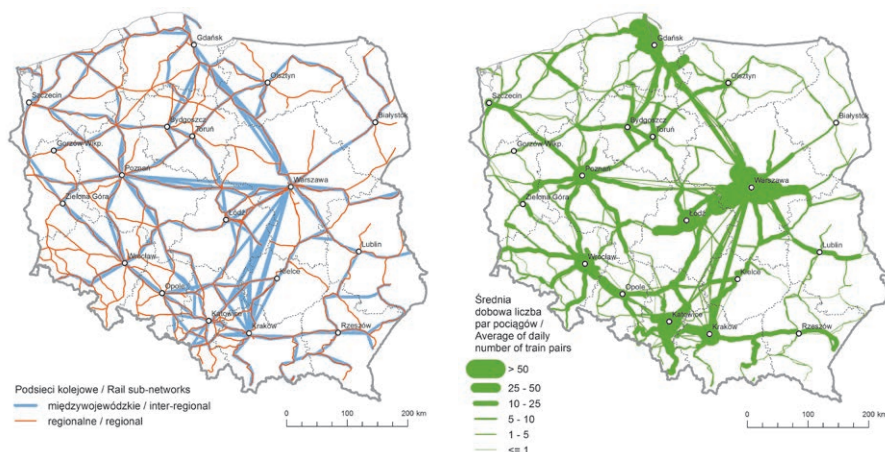 Gdańsk
Olsztyn
Szczecin
Bydgoszcz
Toruń
Białystok
Gorzów Wlkp.
Poznań
Warszawa
Zielona Góra
Łódź
Lublin
Wrocław
Kielce
Opole
Katowice
Kraków
Rzeszów
Podsieci kolejowe / Rail sub-networks
międzywojewódzkie / inter-regional
regionalne / regional
0 100 200 km
Gdańsk
Olsztyn
Szczecin
Bydgoszcz
Toruń
Białystok
Gorzów Wlkp.
Poznań
Warszawa
Zielona Góra
Łódź
Lublin
Wrocław
Kielce
Opole
Katowice
Kraków
Rzeszów
Średnia
dobowa liczba
par pociągów /
Average of daily
number of train pairs
> 50
25 - 50
10 - 25
5 - 10
1 - 5
<= 1
0 100 200 km